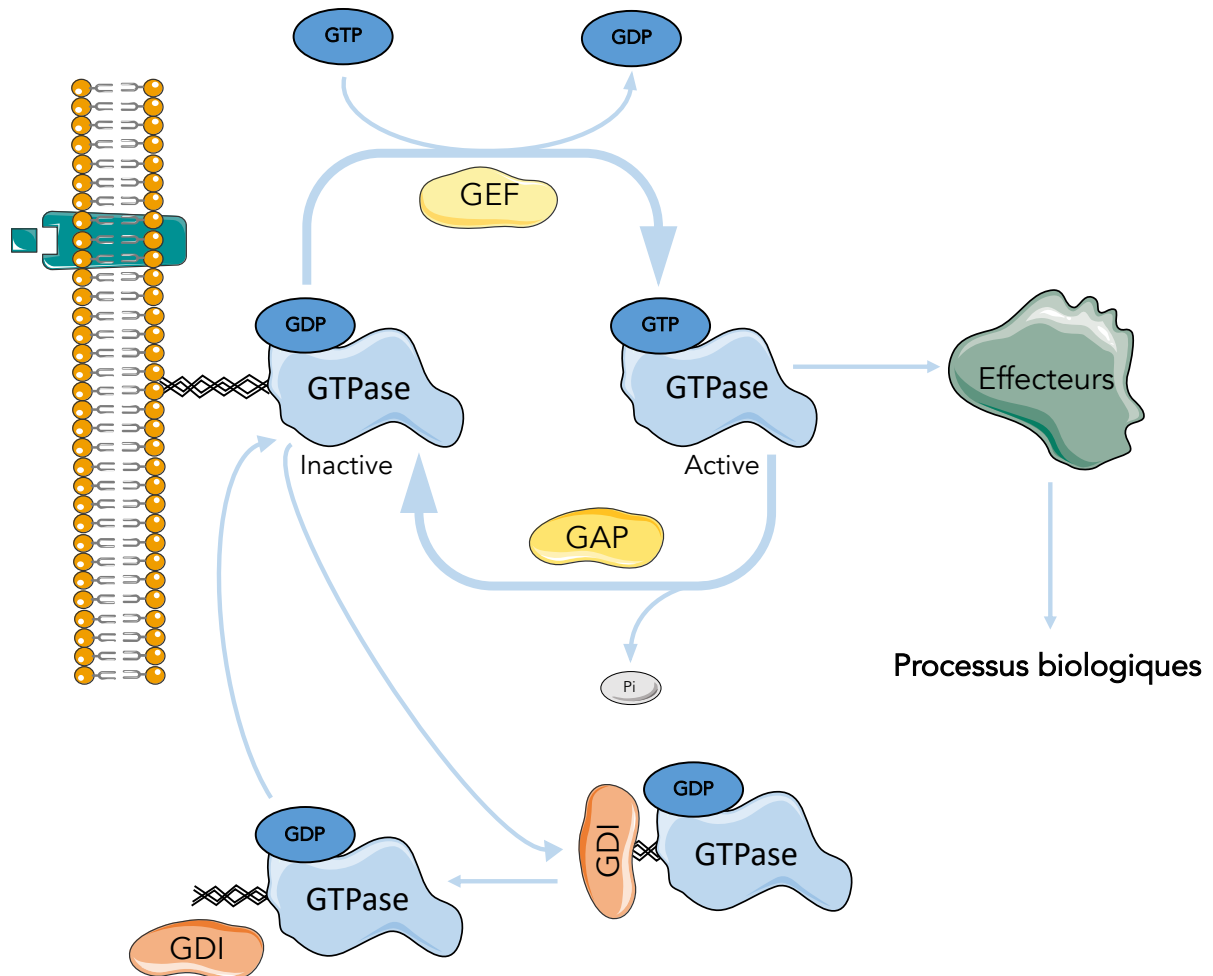 GTP
GDP
GEF
GDP
GTPase
Inactive
GTP
GTPase
Active
Effecteurs
GAP
Pi
Processus biologiques
GDP
GTPase
GDI
GDP
GTPase
GDI